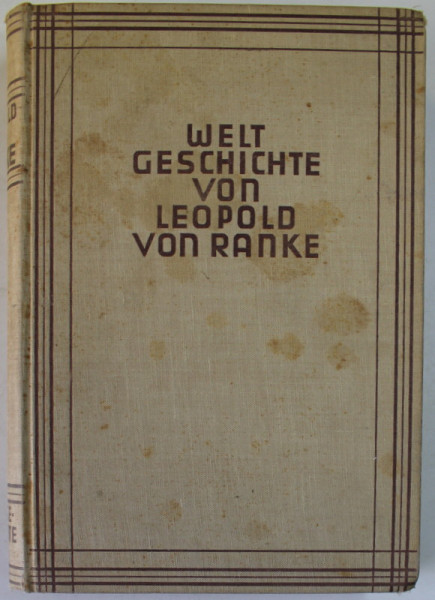 WELT
GESCHICHTE
VON
LEOPOLD
VON RANKE